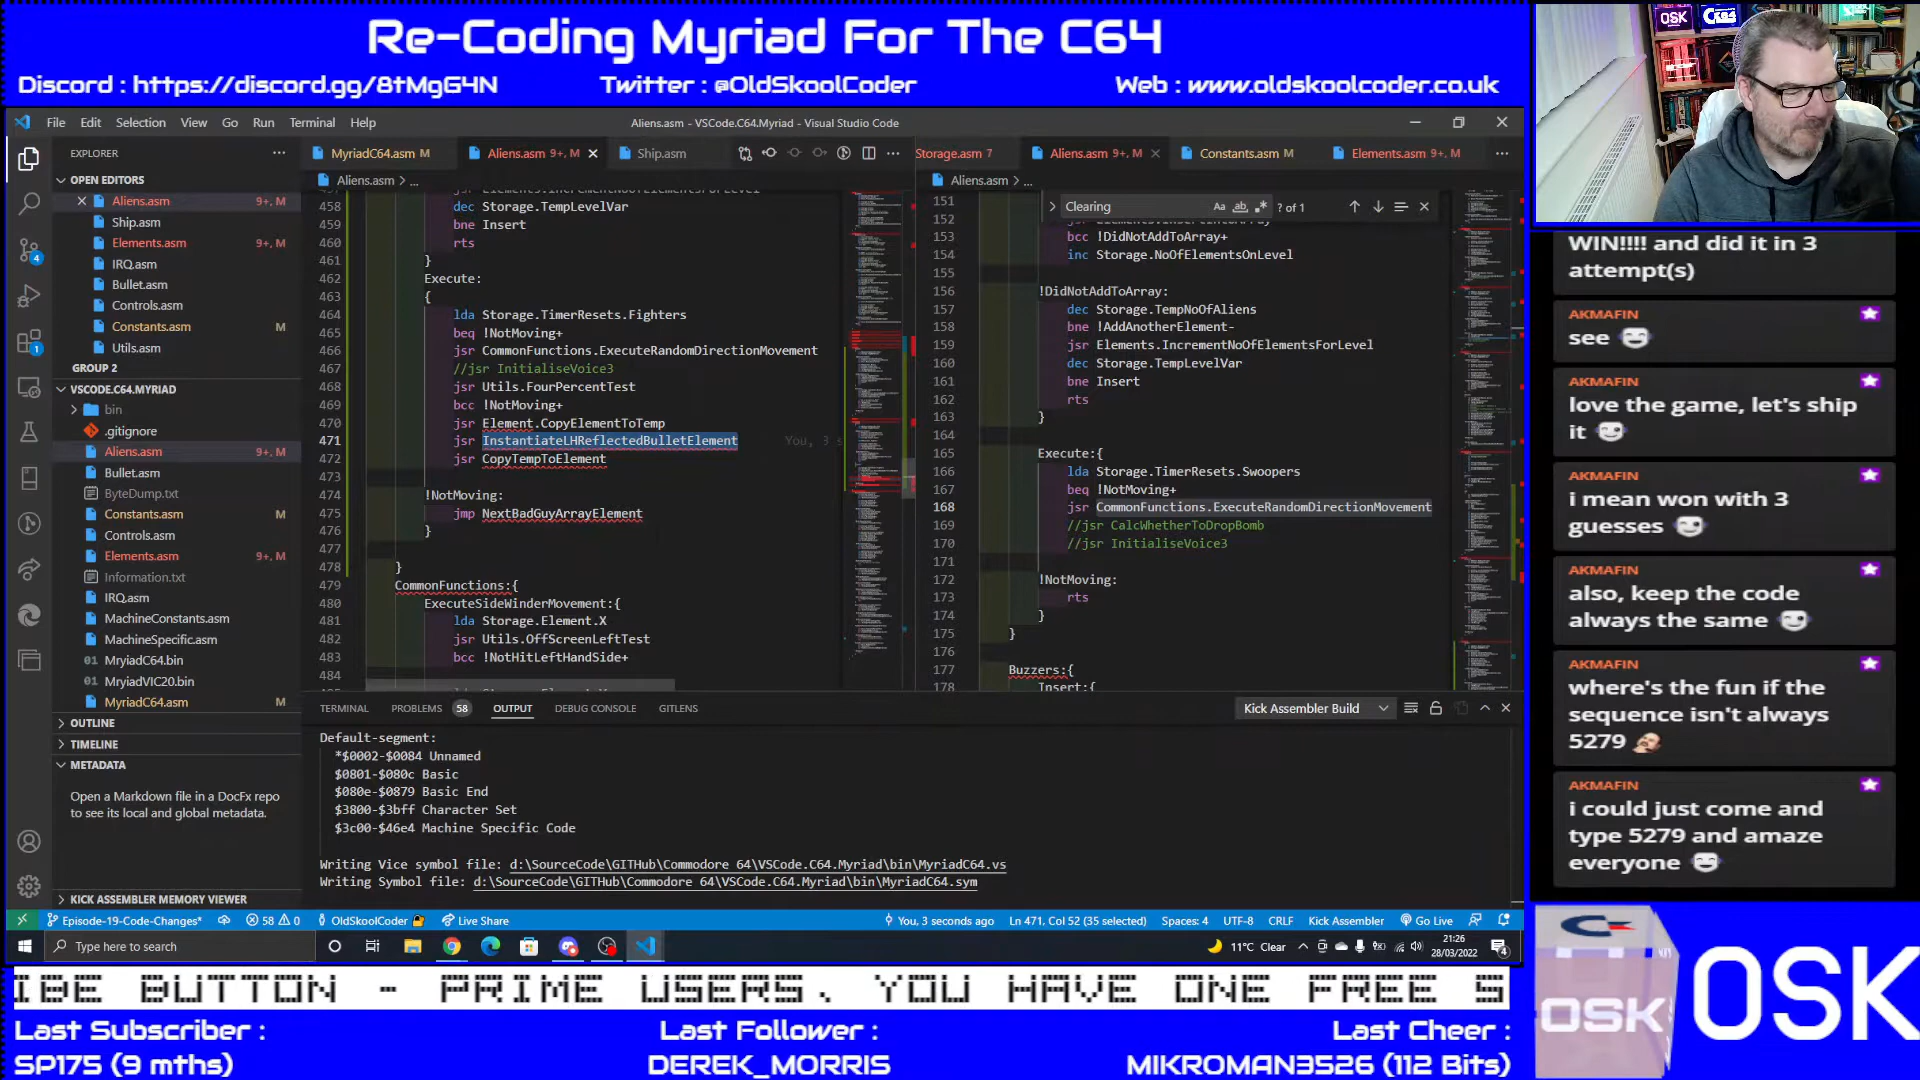 Re-Coding Myriad For The C64
Discord : https://discord.gg/8tMgG4N
Twitter : @OldSkoolCoder
Web : www.oldskoolcoder.co.uk
File Edit Selection View Go Run Terminal Help
Aliens.asm - VSCode.C64.Myriad - Visual Studio Code
EXPLORER
OPEN EDITORS
Aliens.asm 9+, M
Ship.asm
Elements.asm 9+, M
IRQ.asm
Bullet.asm
Controls.asm
Constants.asm M
Utils.asm
GROUP 2
VSCODE.C64.MYRIAD
bin
.gitignore
Aliens.asm 9+, M
Bullet.asm
ByteDump.txt
Constants.asm M
Controls.asm
Elements.asm 9+, M
Information.txt
IRQ.asm
MachineConstants.asm
MachineSpecific.asm
MryiadC64.bin
MryiadVIC20.bin
MyriadC64.asm M
OUTLINE
TIMELINE
METADATA
Open a Markdown file in a DocFx repo
to see its local and global metadata.
KICK ASSEMBLER MEMORY VIEWER
MyriadC64.asm M
Aliens.asm 9+, M
Ship.asm
Aliens.asm > ...
458 dec Storage.TempLevelVar
459 bne Insert
460 rts
461 }
462 Execute:
463 {
464 lda Storage.TimerResets.Fighters
465 beq !NotMoving+
466 jsr CommonFunctions.ExecuteRandomDirectionMovement
467 //jsr InitialiseVoice3
468 jsr Utils.FourPercentTest
469 bcc !NotMoving+
470 jsr Element.CopyElementToTemp
471 jsr InstantiateLHReflectedBulletElement You, 3 s
472 jsr CopyTempToElement
473
474 !NotMoving:
475 jmp NextBadGuyArrayElement
476 }
477
478 }
479 CommonFunctions:{
480 ExecuteSideWinderMovement:{
481 lda Storage.Element.X
482 jsr Utils.OffScreenLeftTest
483 bcc !NotHitLeftHandSide+
484
Storage.asm 7
Aliens.asm 9+, M
Constants.asm M
Elements.asm 9+, M
Aliens.asm > ...
Clearing
? of 1
151
152
153 bcc !DidNotAddToArray+
154 inc Storage.NoOfElementsOnLevel
155
156 !DidNotAddToArray:
157 dec Storage.TempNoOfAliens
158 bne !AddAnotherElement-
159 jsr Elements.IncrementNoOfElementsForLevel
160 dec Storage.TempLevelVar
161 bne Insert
162 rts
163 }
164
165 Execute:{
166 lda Storage.TimerResets.Swoopers
167 beq !NotMoving+
168 jsr CommonFunctions.ExecuteRandomDirectionMovement
169 //jsr CalcWhetherToDropBomb
170 //jsr InitialiseVoice3
171
172 !NotMoving:
173 rts
174 }
175 }
176
177 Buzzers:{
178 Insert:{
TERMINAL PROBLEMS 58 OUTPUT DEBUG CONSOLE GITLENS
Kick Assembler Build
Default-segment:
*$0002-$0084 Unnamed
$0801-$080c Basic
$080e-$0879 Basic End
$3800-$3bff Character Set
$3c00-$46e4 Machine Specific Code
Writing Vice symbol file: d:\SourceCode\GITHub\Commodore 64\VSCode.C64.Myriad\bin\MyriadC64.vs
Writing Symbol file: d:\SourceCode\GITHub\Commodore 64\VSCode.C64.Myriad\bin\MyriadC64.sym
Episode-19-Code-Changes* 58 0 OldSkoolCoder Live Share
You, 3 seconds ago Ln 471, Col 52 (35 selected) Spaces: 4 UTF-8 CRLF Kick Assembler Go Live
Type here to search
11°C Clear
21:26
28/03/2022
WIN!!!! and did it in 3
attempt(s)
AKMAFIN
see
AKMAFIN
love the game, let's ship
it
AKMAFIN
i mean won with 3
guesses
AKMAFIN
also, keep the code
always the same
AKMAFIN
where's the fun if the
sequence isn't always
5279
AKMAFIN
i could just come and
type 5279 and amaze
everyone
IBE BUTTON - PRIME USERS, YOU HAVE ONE FREE S
Last Subscriber :
SP175 (9 mths)
Last Follower :
DEREK_MORRIS
Last Cheer :
MIKROMAN3526 (112 Bits)
OSK
OSK
OSK